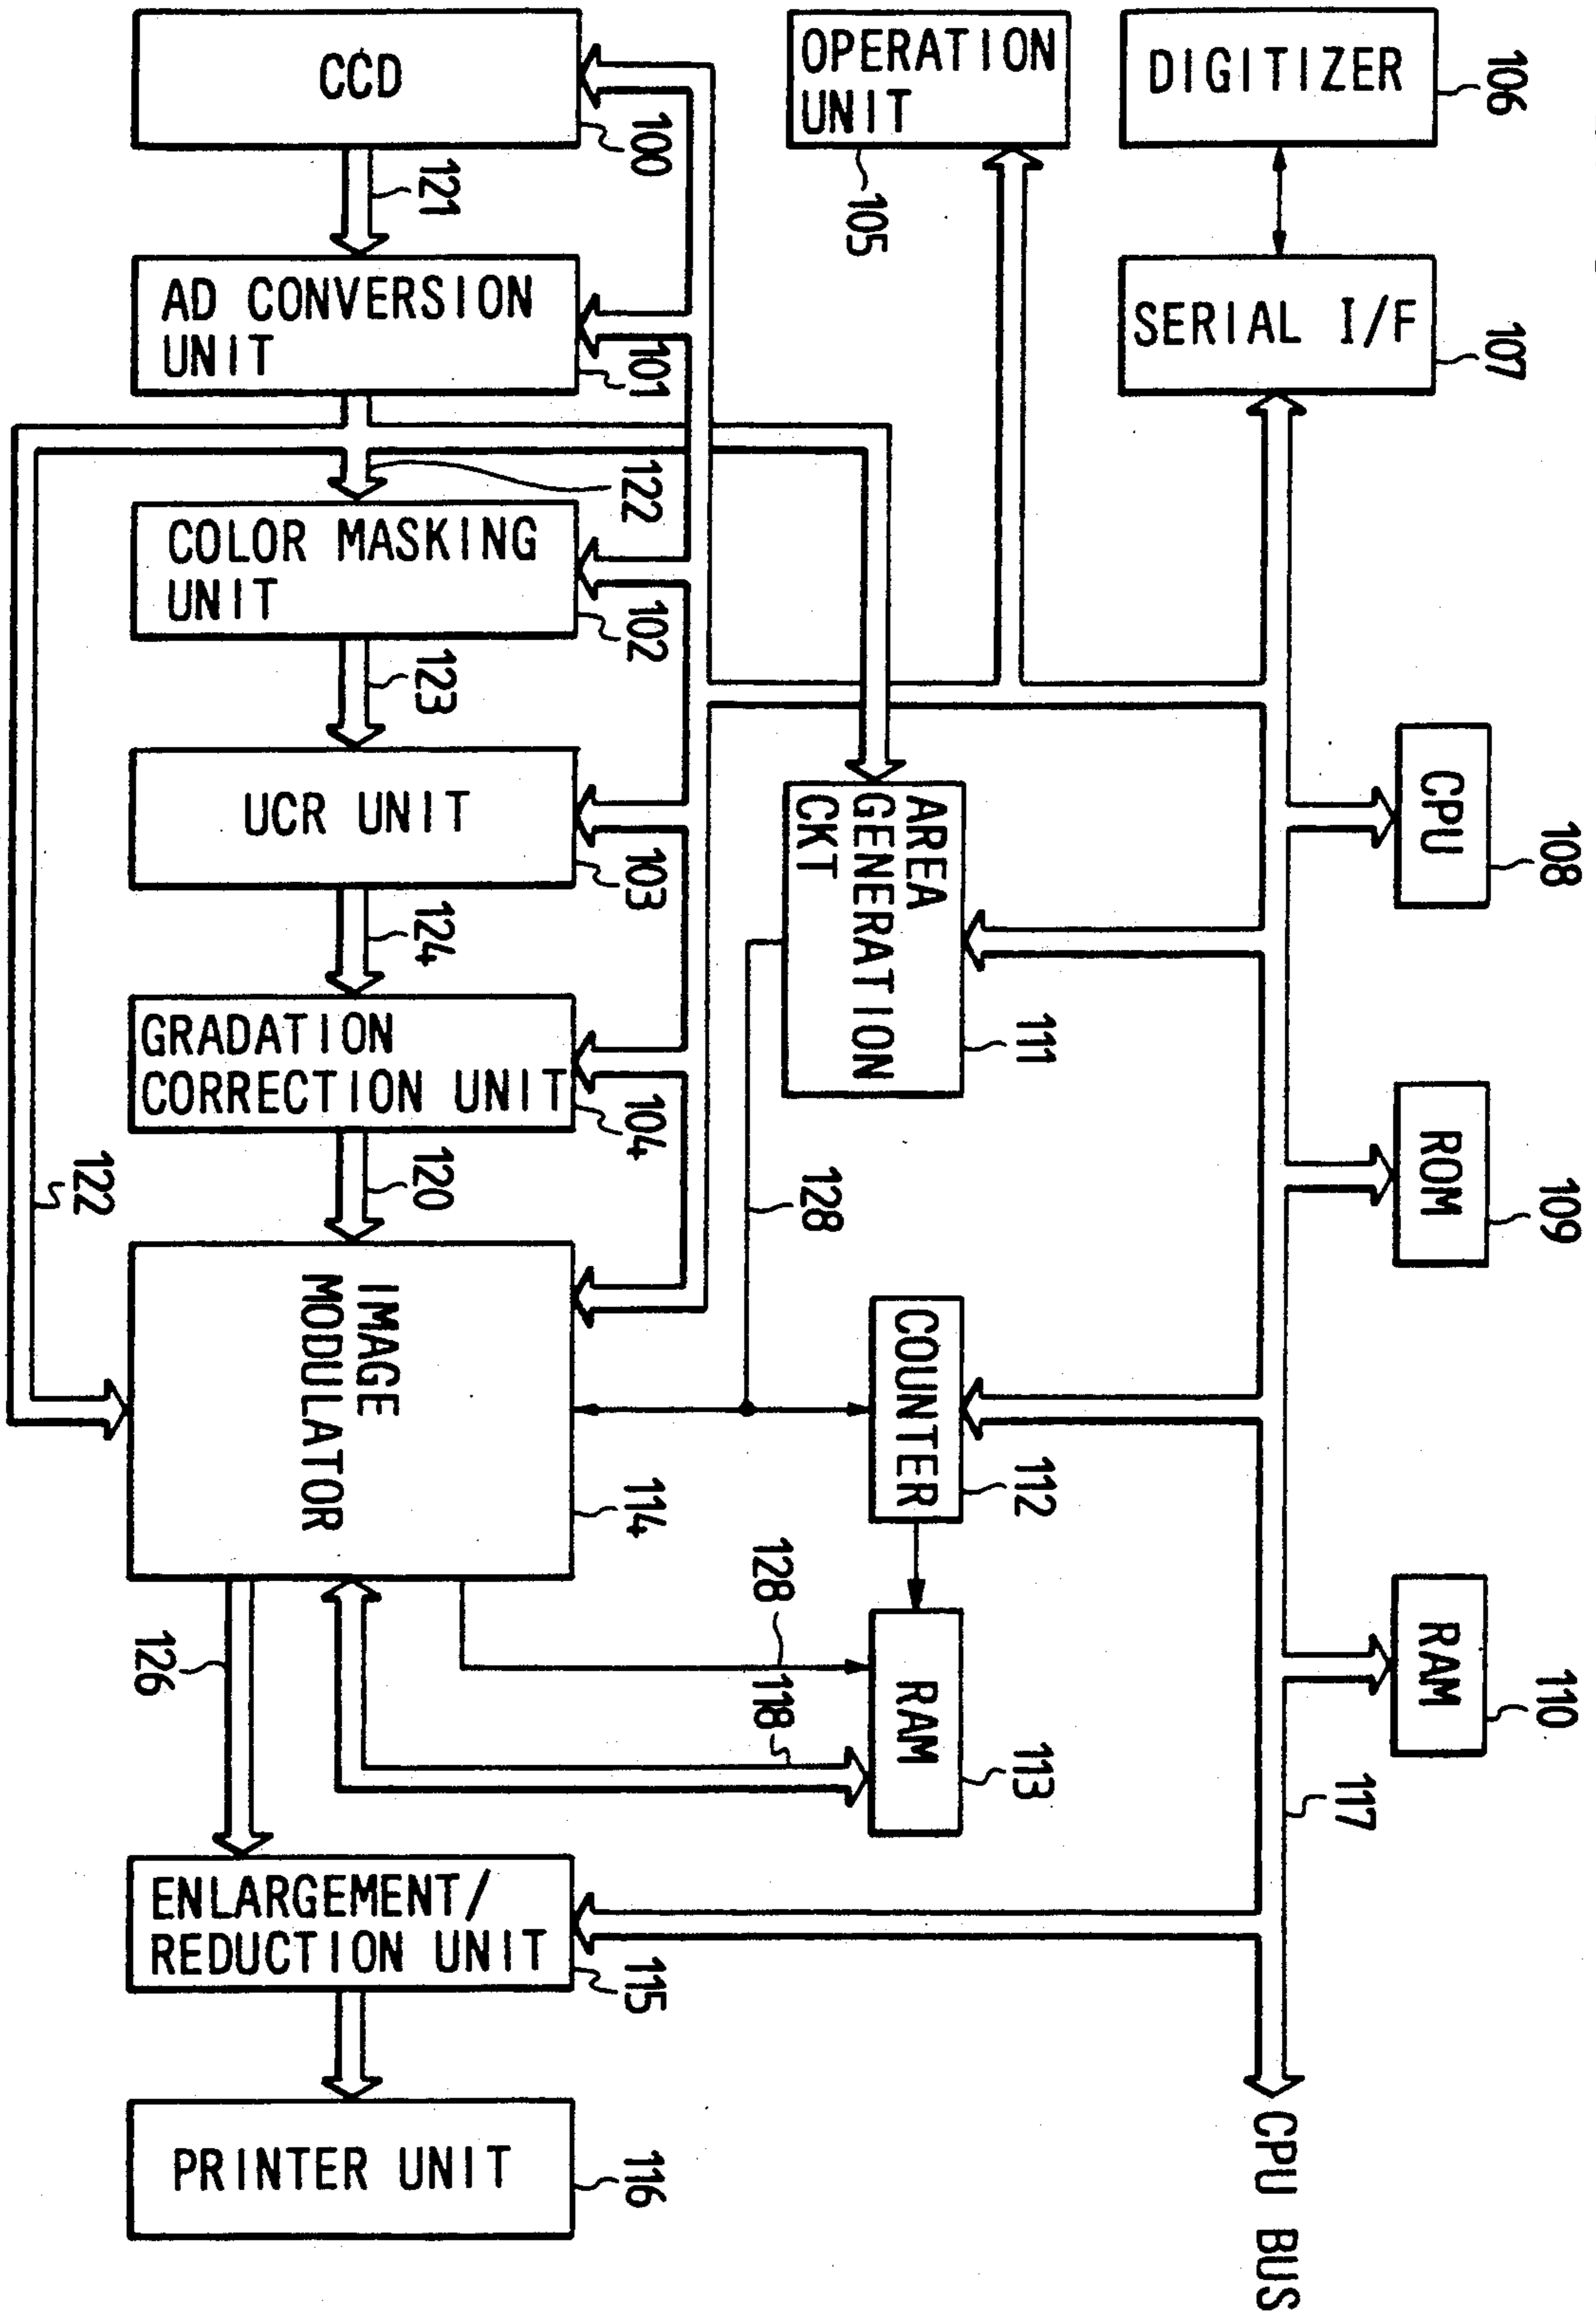 CCD
100
121
AD CONVERSION
UNIT
101
122
COLOR MASKING
UNIT
102
123
UCR UNIT
103
124
GRADATION
CORRECTION UNIT
104
120
122
IMAGE
MODULATOR
114
126
ENLARGEMENT/
REDUCTION UNIT
115
PRINTER UNIT
116
OPERATION
UNIT
105
DIGITIZER
106
SERIAL I/F
107
AREA
GENERATION
CKT
111
128
COUNTER
112
128
118
RAM
113
CPU
108
ROM
109
RAM
110
117
CPU BUS